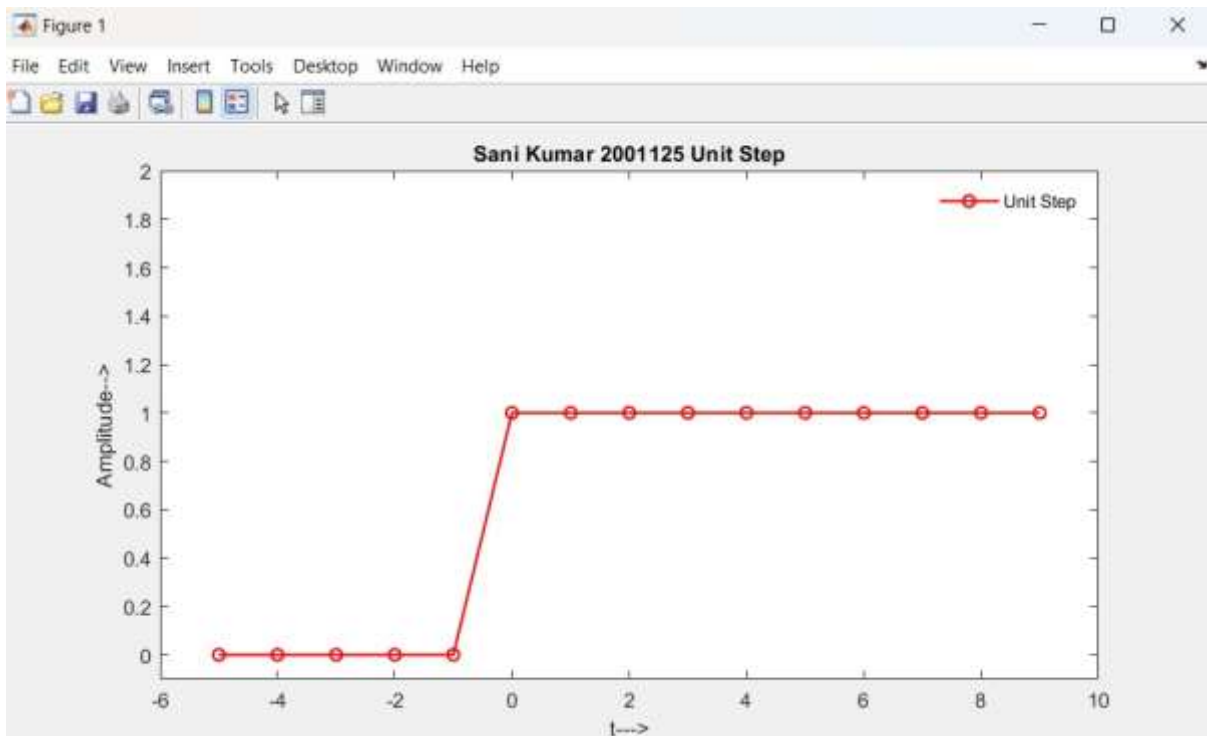 Figure 1
File Edit View Insert Tools Desktop Window Help
Sani Kumar 2001125 Unit Step
Unit Step
2
1.8
1.6
1.4
1.2
1
0.8
0.6
0.4
0.2
0
Amplitude-->
-6 -4 -2 0 2 4 6 8 10
t--->